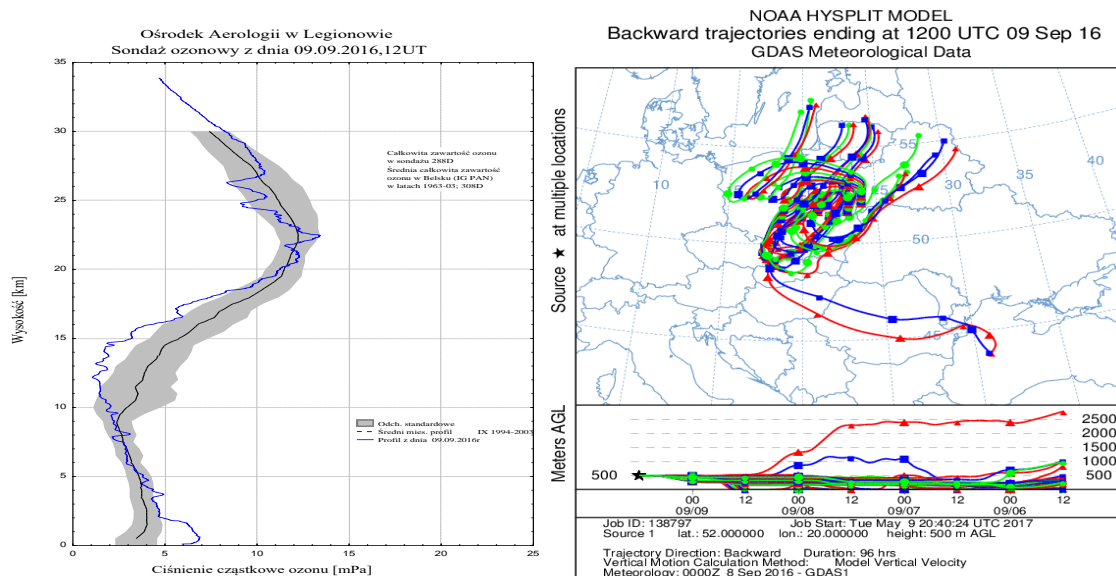 Ośrodek Aerologii w Legionowie
Sondaż ozonowy z dnia 09.09.2016,12UT
35
30
25
20
15
10
5
0
Wysokość [km]
Całkowita zawartość ozonu
w sondażu 288D
Średnia całkowita zawartość
ozonu w Belsku (IG PAN)
w latach 1963-03; 308D
Odch. standardowe
Średni mies. profil IX 1994-2003
Profil z dnia 09.09.2016r
0 5 10 15 20 25
Ciśnienie cząstkowe ozonu [mPa]
NOAA HYSPLIT MODEL
Backward trajectories ending at 1200 UTC 09 Sep 16
GDAS Meteorological Data
Source ★ at multiple locations
55
10 15 25 30 35 40
50
45
Meters AGL
2500
2000
1500
1000
500 500
00 12 00 12 00 12 00 12
09/09 09/08 09/07 09/06
Job ID: 138797 Job Start: Tue May 9 20:40:24 UTC 2017
Source 1 lat.: 52.000000 lon.: 20.000000 height: 500 m AGL
Trajectory Direction: Backward Duration: 96 hrs
Vertical Motion Calculation Method: Model Vertical Velocity
Meteorology: 0000Z 8 Sep 2016 - GDAS1